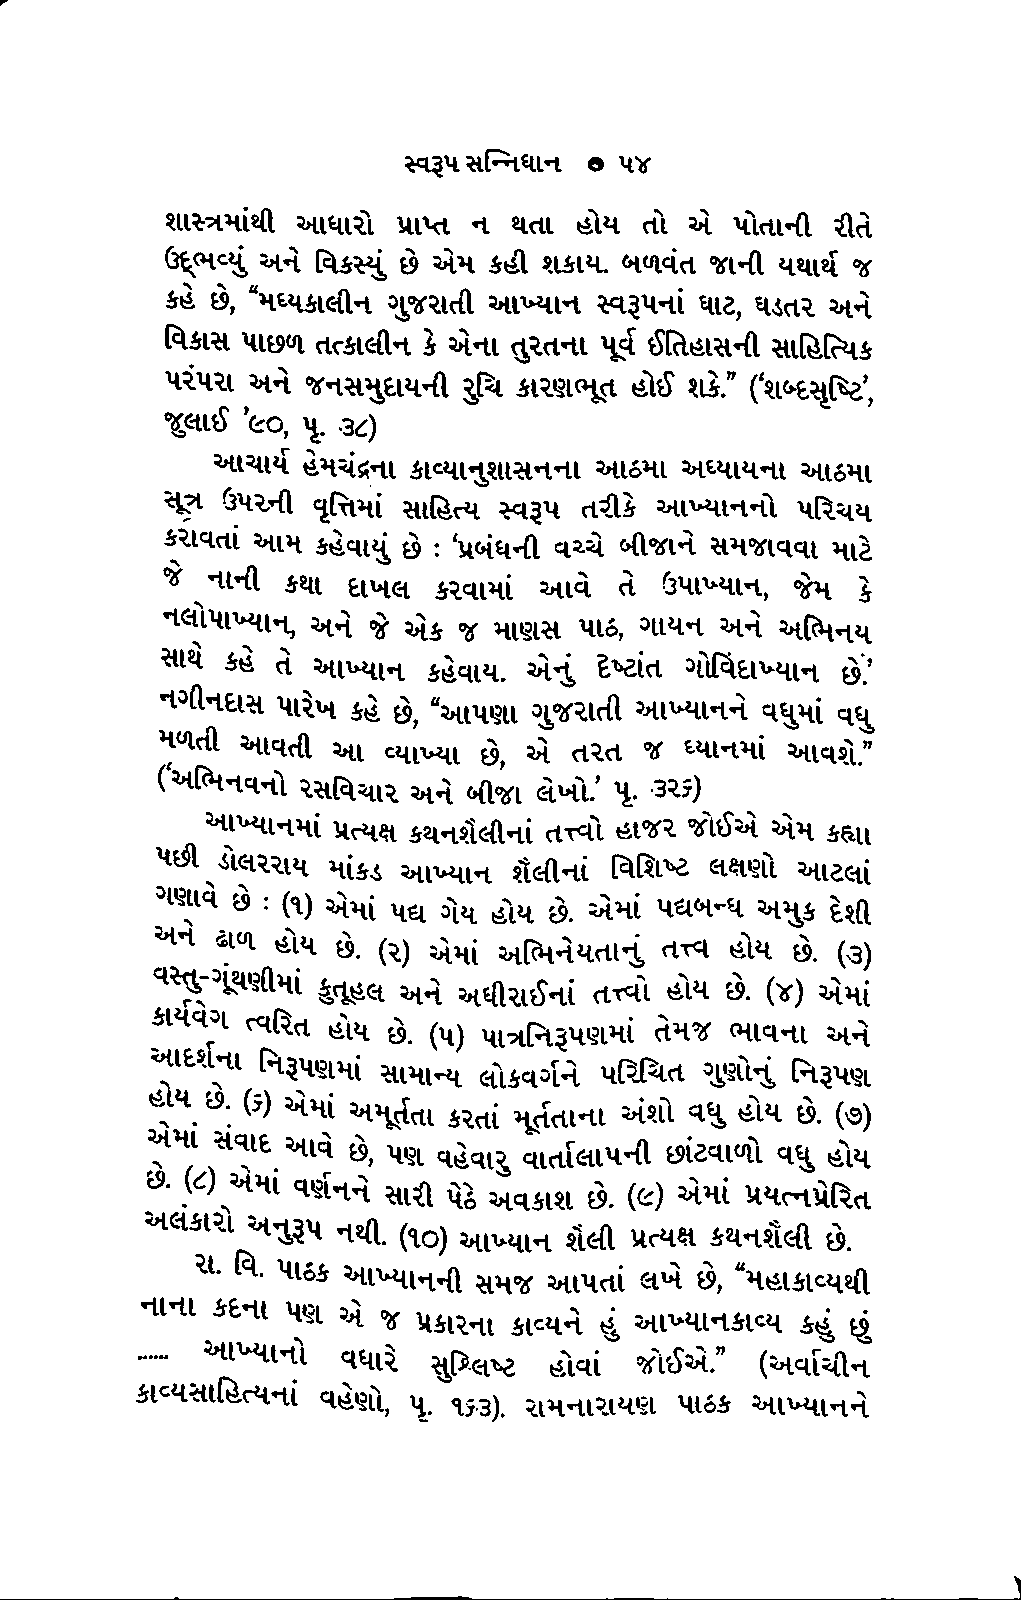 સ્વરૂપ સન્નિધાન ● ૫૪
શાસ્ત્રમાંથી આધારો પ્રાપ્ત ન થતા હોય તો એ પોતાની રીતે
ઉદ્ભવ્યું અને વિકસ્યું છે એમ કહી શકાય. બળવંત જાની યથાર્થ જ
કહે છે, “મધ્યકાલીન ગુજરાતી આખ્યાન સ્વરૂપનાં ઘાટ, ઘડતર અને
વિકાસ પાછળ તત્કાલીન કે એના તુરતના પૂર્વ ઈતિહાસની સાહિત્યિક
પરંપરા અને જનસમુદાયની રુચિ કારણભૂત હોઈ શકે.” (‘શબ્દસૃષ્ટિ’,
જુલાઈ ’૯૦, પૃ. ૩૮)
આચાર્ય હેમચંદ્રના કાવ્યાનુશાસનના આઠમા અધ્યાયના આઠમા
સૂત્ર ઉપરની વૃત્તિમાં સાહિત્ય સ્વરૂપ તરીકે આખ્યાનનો પરિચય
કરાવતાં આમ કહેવાયું છે : ‘પ્રબંધની વચ્ચે બીજાને સમજાવવા માટે
જે નાની કથા દાખલ કરવામાં આવે તે ઉપાખ્યાન, જેમ કે
નલોપાખ્યાન, અને જે એક જ માણસ પાઠ, ગાયન અને અભિનય
સાથે કહે તે આખ્યાન કહેવાય. એનું દૃષ્ટાંત ગોવિંદાખ્યાન છે.’
નગીનદાસ પારેખ કહે છે, “આપણા ગુજરાતી આખ્યાનને વધુમાં વધુ
મળતી આવતી આ વ્યાખ્યા છે, એ તરત જ ધ્યાનમાં આવશે.”
(‘અભિનવનો રસવિચાર અને બીજા લેખો.’ પૃ. ૩૨૬)
આખ્યાનમાં પ્રત્યક્ષ કથનશૈલીનાં તત્ત્વો હાજર જોઈએ એમ કહ્યા
પછી ડોલરરાય માંકડ આખ્યાન શૈલીનાં વિશિષ્ટ લક્ષણો આટલાં
ગણાવે છે : (૧) એમાં પદ્ય ગેય હોય છે. એમાં પદ્યબન્ધ અમુક દેશી
અને ઢાળ હોય છે. (૨) એમાં અભિનેયતાનું તત્ત્વ હોય છે. (૩)
વસ્તુ-ગૂંથણીમાં કુતૂહલ અને અધીરાઈનાં તત્ત્વો હોય છે. (૪) એમાં
કાર્યવેગ ત્વરિત હોય છે. (૫) પાત્રનિરૂપણમાં તેમજ ભાવના અને
આદર્શના નિરૂપણમાં સામાન્ય લોકવર્ગને પરિચિત ગુણોનું નિરૂપણ
હોય છે. (૬) એમાં અમૂર્તતા કરતાં મૂર્તતાના અંશો વધુ હોય છે. (૭)
એમાં સંવાદ આવે છે, પણ વહેવારુ વાર્તાલાપની છાંટવાળો વધુ હોય
છે. (૮) એમાં વર્ણનને સારી પેઠે અવકાશ છે. (૯) એમાં પ્રયત્નપ્રેરિત
અલંકારો અનુરૂપ નથી. (૧૦) આખ્યાન શૈલી પ્રત્યક્ષ કથનશૈલી છે.
રા. વિ. પાઠક આખ્યાનની સમજ આપતાં લખે છે, “મહાકાવ્યથી
નાના કદના પણ એ જ પ્રકારના કાવ્યને હું આખ્યાનકાવ્ય કહું છું
...... આખ્યાનો વધારે સુશ્લિષ્ટ હોવાં જોઈએ.” (અર્વાચીન
કાવ્યસાહિત્યનાં વહેણો, પૃ. ૧૬૩). રામનારાયણ પાઠક આખ્યાનને